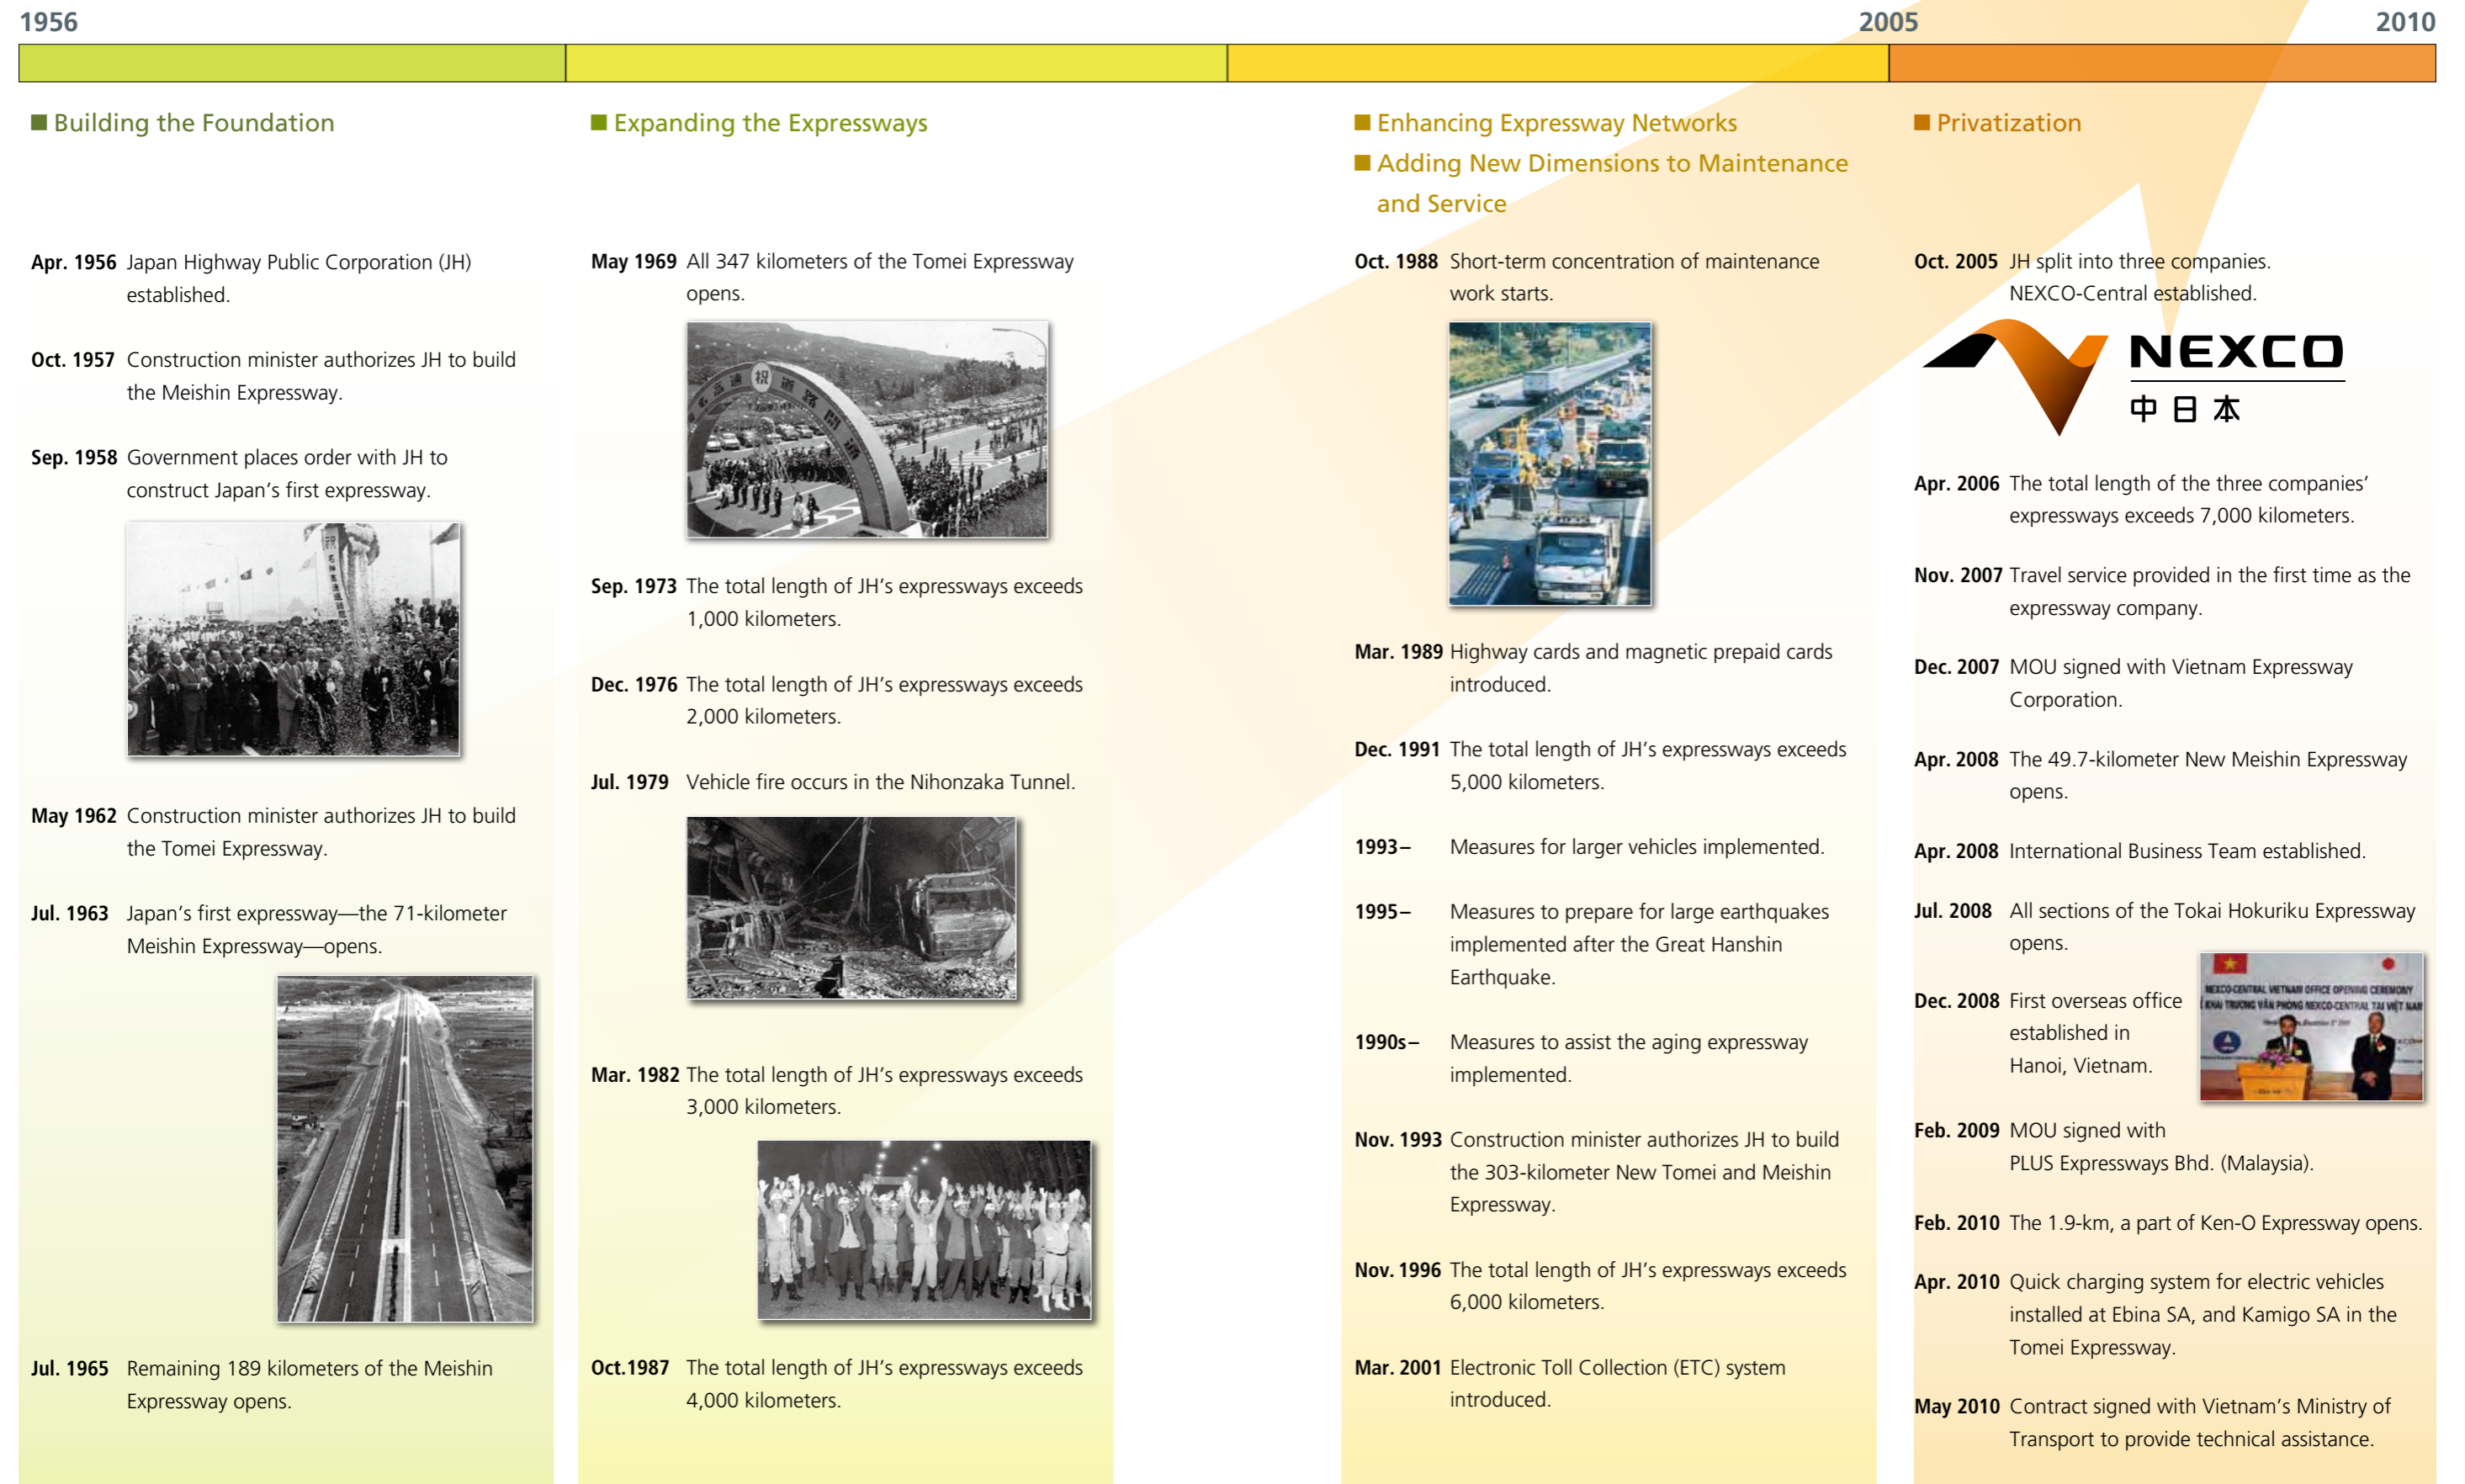 1956
2005
2010
■ Building the Foundation
Apr. 1956 Japan Highway Public Corporation (JH)
established.
Oct. 1957 Construction minister authorizes JH to build
the Meishin Expressway.
Sep. 1958 Government places order with JH to
construct Japan's first expressway.
May 1962 Construction minister authorizes JH to build
the Tomei Expressway.
Jul. 1963 Japan's first expressway—the 71-kilometer
Meishin Expressway—opens.
Jul. 1965 Remaining 189 kilometers of the Meishin
Expressway opens.
■ Expanding the Expressways
May 1969 All 347 kilometers of the Tomei Expressway
opens.
祝
道路開通
Sep. 1973 The total length of JH's expressways exceeds
1,000 kilometers.
Dec. 1976 The total length of JH's expressways exceeds
2,000 kilometers.
Jul. 1979 Vehicle fire occurs in the Nihonzaka Tunnel.
Mar. 1982 The total length of JH's expressways exceeds
3,000 kilometers.
Oct.1987 The total length of JH's expressways exceeds
4,000 kilometers.
■ Enhancing Expressway Networks
■ Adding New Dimensions to Maintenance
and Service
Oct. 1988 Short-term concentration of maintenance
work starts.
Mar. 1989 Highway cards and magnetic prepaid cards
introduced.
Dec. 1991 The total length of JH's expressways exceeds
5,000 kilometers.
1993– Measures for larger vehicles implemented.
1995– Measures to prepare for large earthquakes
implemented after the Great Hanshin
Earthquake.
1990s– Measures to assist the aging expressway
implemented.
Nov. 1993 Construction minister authorizes JH to build
the 303-kilometer New Tomei and Meishin
Expressway.
Nov. 1996 The total length of JH's expressways exceeds
6,000 kilometers.
Mar. 2001 Electronic Toll Collection (ETC) system
introduced.
■ Privatization
Oct. 2005 JH split into three companies.
NEXCO-Central established.
NEXCO
中日本
Apr. 2006 The total length of the three companies'
expressways exceeds 7,000 kilometers.
Nov. 2007 Travel service provided in the first time as the
expressway company.
Dec. 2007 MOU signed with Vietnam Expressway
Corporation.
Apr. 2008 The 49.7-kilometer New Meishin Expressway
opens.
Apr. 2008 International Business Team established.
Jul. 2008 All sections of the Tokai Hokuriku Expressway
opens.
Dec. 2008 First overseas office
established in
Hanoi, Vietnam.
NEXCO-CENTRAL VIETNAM OFFICE OPENING CEREMONY
KHAI TRƯƠNG VĂN PHÒNG NEXCO-CENTRAL TẠI VIỆT NAM
Feb. 2009 MOU signed with
PLUS Expressways Bhd. (Malaysia).
Feb. 2010 The 1.9-km, a part of Ken-O Expressway opens.
Apr. 2010 Quick charging system for electric vehicles
installed at Ebina SA, and Kamigo SA in the
Tomei Expressway.
May 2010 Contract signed with Vietnam's Ministry of
Transport to provide technical assistance.